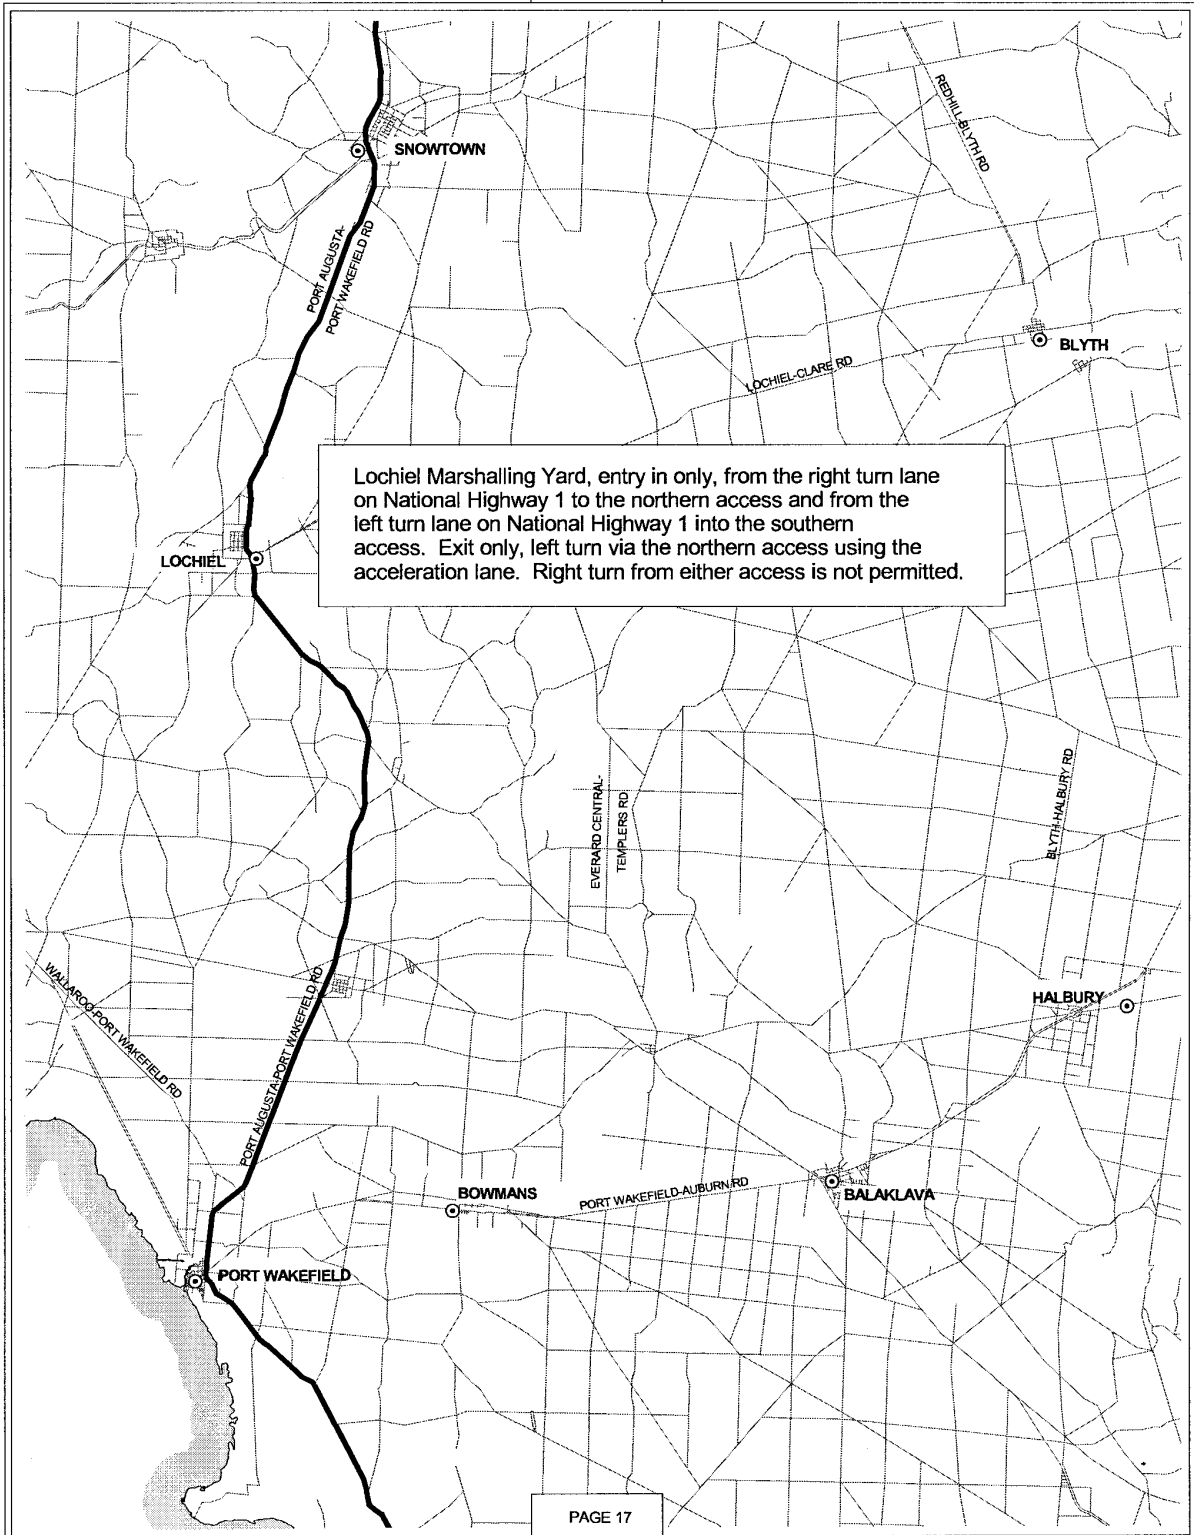 REDHILL-BLYTH RD
SNOWTOWN
PORT AUGUSTA-
PORT WAKEFIELD RD
BLYTH
LOCHIEL-CLARE RD
Lochiel Marshalling Yard, entry in only, from the right turn lane
on National Highway 1 to the northern access and from the
left turn lane on National Highway 1 into the southern
access. Exit only, left turn via the northern access using the
acceleration lane. Right turn from either access is not permitted.
LOCHIEL
EVERARD CENTRAL-
TEMPLERS RD
BLYTH-HALBURY RD
WALLAROO-PORT WAKEFIELD RD
PORT AUGUSTA-PORT WAKEFIELD RD
HALBURY
BOWMANS
PORT WAKEFIELD-AUBURN RD
BALAKLAVA
PORT WAKEFIELD
PAGE 17